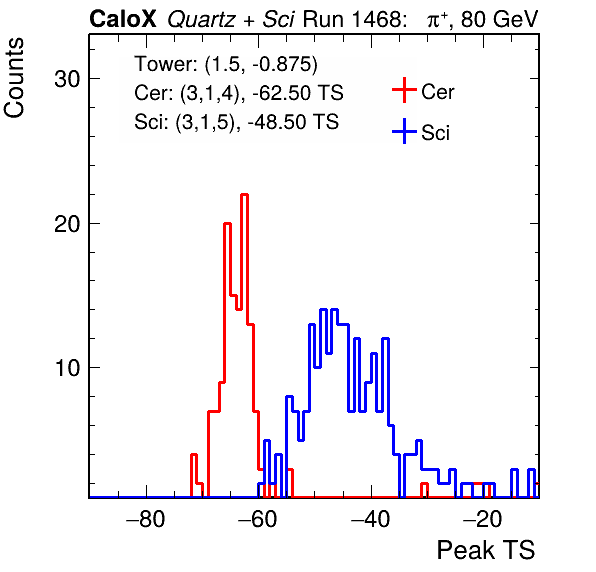 CaloX Quartz + Sci Run 1468: π⁺, 80 GeV
Counts
Tower: (1.5, -0.875)
Cer: (3,1,4), -62.50 TS
Sci: (3,1,5), -48.50 TS
Cer
Sci
30
20
10
−80 −60 −40 −20
Peak TS